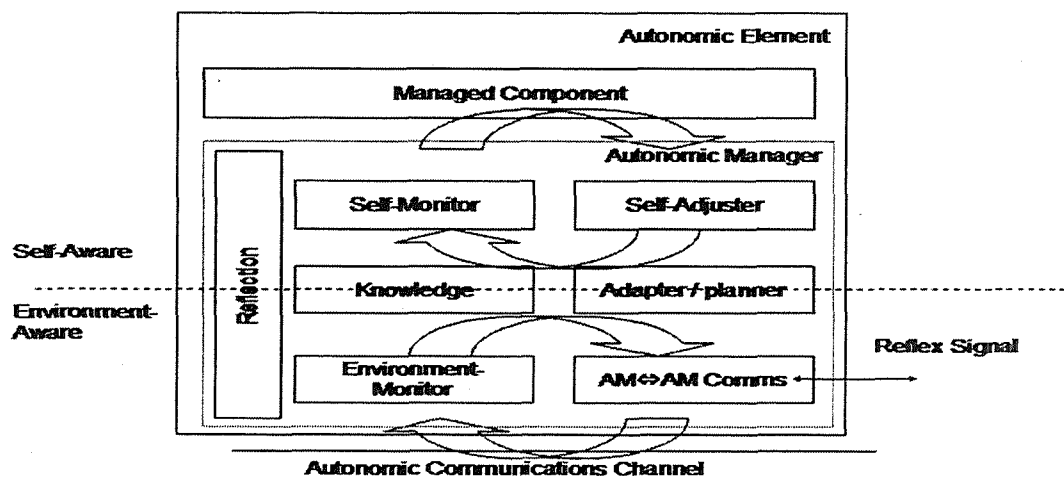 Autonomic Element
Managed Component
Autonomic Manager
Self-Monitor
Self-Adjuster
Self-Aware
Reflection
Knowledge
Adapter / planner
Environment-
Aware
Environment-
Monitor
AM⇔AM Comms
Reflex Signal
Autonomic Communications Channel